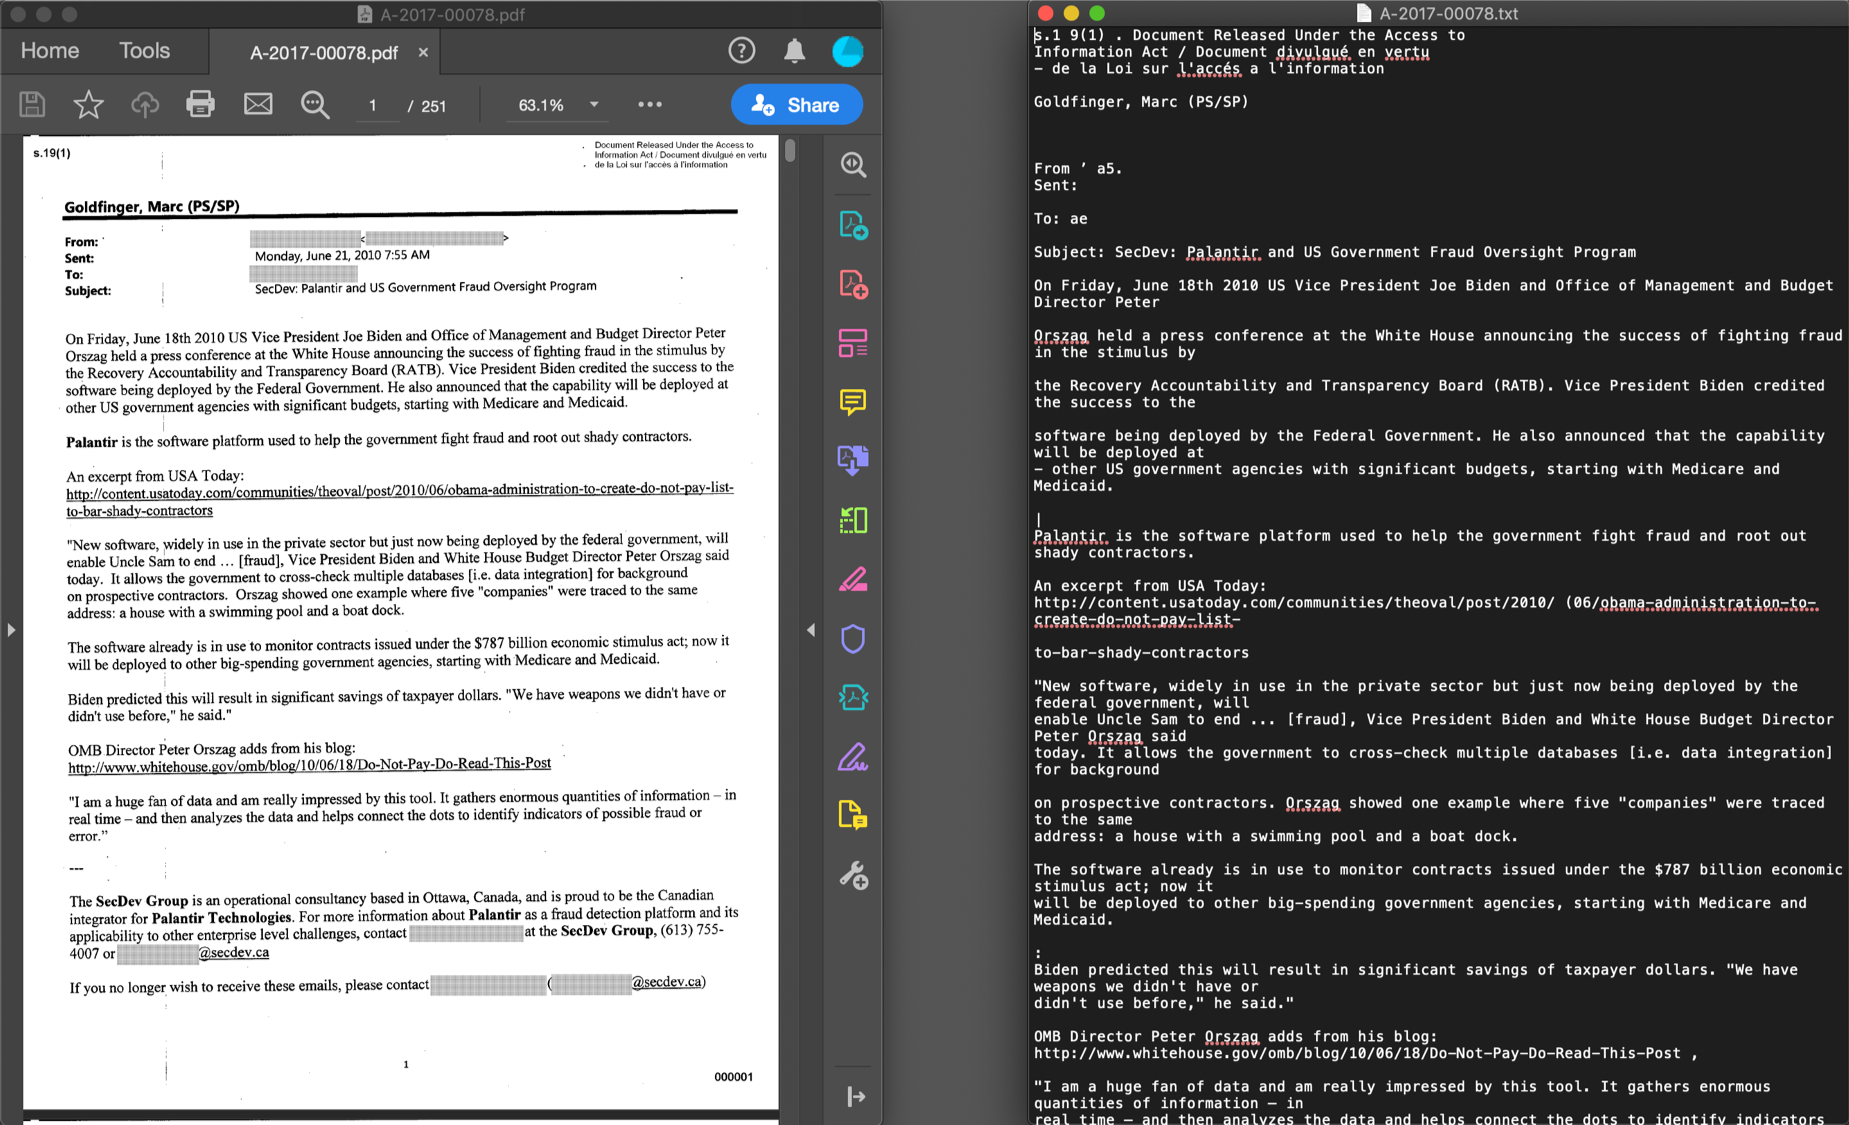 A-2017-00078.pdf
Home
Tools
A-2017-00078.pdf
×
?
1 / 251
63.1%
Share
s.19(1)
Document Released Under the Access to
Information Act / Document divulgué en vertu
de la Loi sur l'accès à l'information
Goldfinger, Marc (PS/SP)
From: < >
Sent: Monday, June 21, 2010 7:55 AM
To:
Subject: SecDev: Palantir and US Government Fraud Oversight Program
On Friday, June 18th 2010 US Vice President Joe Biden and Office of Management and Budget Director Peter
Orszag held a press conference at the White House announcing the success of fighting fraud in the stimulus by
the Recovery Accountability and Transparency Board (RATB). Vice President Biden credited the success to the
software being deployed by the Federal Government. He also announced that the capability will be deployed at
other US government agencies with significant budgets, starting with Medicare and Medicaid.
Palantir is the software platform used to help the government fight fraud and root out shady contractors.
An excerpt from USA Today:
http://content.usatoday.com/communities/theoval/post/2010/06/obama-administration-to-create-do-not-pay-list-
to-bar-shady-contractors
"New software, widely in use in the private sector but just now being deployed by the federal government, will
enable Uncle Sam to end ... [fraud], Vice President Biden and White House Budget Director Peter Orszag said
today. It allows the government to cross-check multiple databases [i.e. data integration] for background
on prospective contractors. Orszag showed one example where five "companies" were traced to the same
address: a house with a swimming pool and a boat dock.
The software already is in use to monitor contracts issued under the $787 billion economic stimulus act; now it
will be deployed to other big-spending government agencies, starting with Medicare and Medicaid.
Biden predicted this will result in significant savings of taxpayer dollars. "We have weapons we didn't have or
didn't use before," he said."
OMB Director Peter Orszag adds from his blog:
http://www.whitehouse.gov/omb/blog/10/06/18/Do-Not-Pay-Do-Read-This-Post
"I am a huge fan of data and am really impressed by this tool. It gathers enormous quantities of information – in
real time – and then analyzes the data and helps connect the dots to identify indicators of possible fraud or
error."
---
The SecDev Group is an operational consultancy based in Ottawa, Canada, and is proud to be the Canadian
integrator for Palantir Technologies. For more information about Palantir as a fraud detection platform and its
applicability to other enterprise level challenges, contact at the SecDev Group, (613) 755-
4007 or @secdev.ca
If you no longer wish to receive these emails, please contact ( @secdev.ca)
1
000001
A-2017-00078.txt
s.1 9(1) . Document Released Under the Access to
Information Act / Document divulgué en vertu
— de la Loi sur l'accés a l'information
Goldfinger, Marc (PS/SP)
From ’ a5.
Sent:
To: ae
Subject: SecDev: Palantir and US Government Fraud Oversight Program
On Friday, June 18th 2010 US Vice President Joe Biden and Office of Management and Budget
Director Peter
Orszag held a press conference at the White House announcing the success of fighting fraud
in the stimulus by
the Recovery Accountability and Transparency Board (RATB). Vice President Biden credited
the success to the
software being deployed by the Federal Government. He also announced that the capability
will be deployed at
— other US government agencies with significant budgets, starting with Medicare and
Medicaid.
|
Palantir is the software platform used to help the government fight fraud and root out
shady contractors.
An excerpt from USA Today:
http://content.usatoday.com/communities/theoval/post/2010/ (06/obama-administration-to-
create-do-not-pay-list-
to-bar-shady-contractors
"New software, widely in use in the private sector but just now being deployed by the
federal government, will
enable Uncle Sam to end ... [fraud], Vice President Biden and White House Budget Director
Peter Orszag said
today. It allows the government to cross-check multiple databases [i.e. data integration]
for background
on prospective contractors. Orszag showed one example where five "companies" were traced
to the same
address: a house with a swimming pool and a boat dock.
The software already is in use to monitor contracts issued under the $787 billion economic
stimulus act; now it
will be deployed to other big-spending government agencies, starting with Medicare and
Medicaid.
:
Biden predicted this will result in significant savings of taxpayer dollars. "We have
weapons we didn't have or
didn't use before," he said."
OMB Director Peter Orszag adds from his blog:
http://www.whitehouse.gov/omb/blog/10/06/18/Do-Not-Pay-Do-Read-This-Post ,
"I am a huge fan of data and am really impressed by this tool. It gathers enormous
quantities of information — in
real time — and then analyzes the data and helps connect the dots to identify indicators